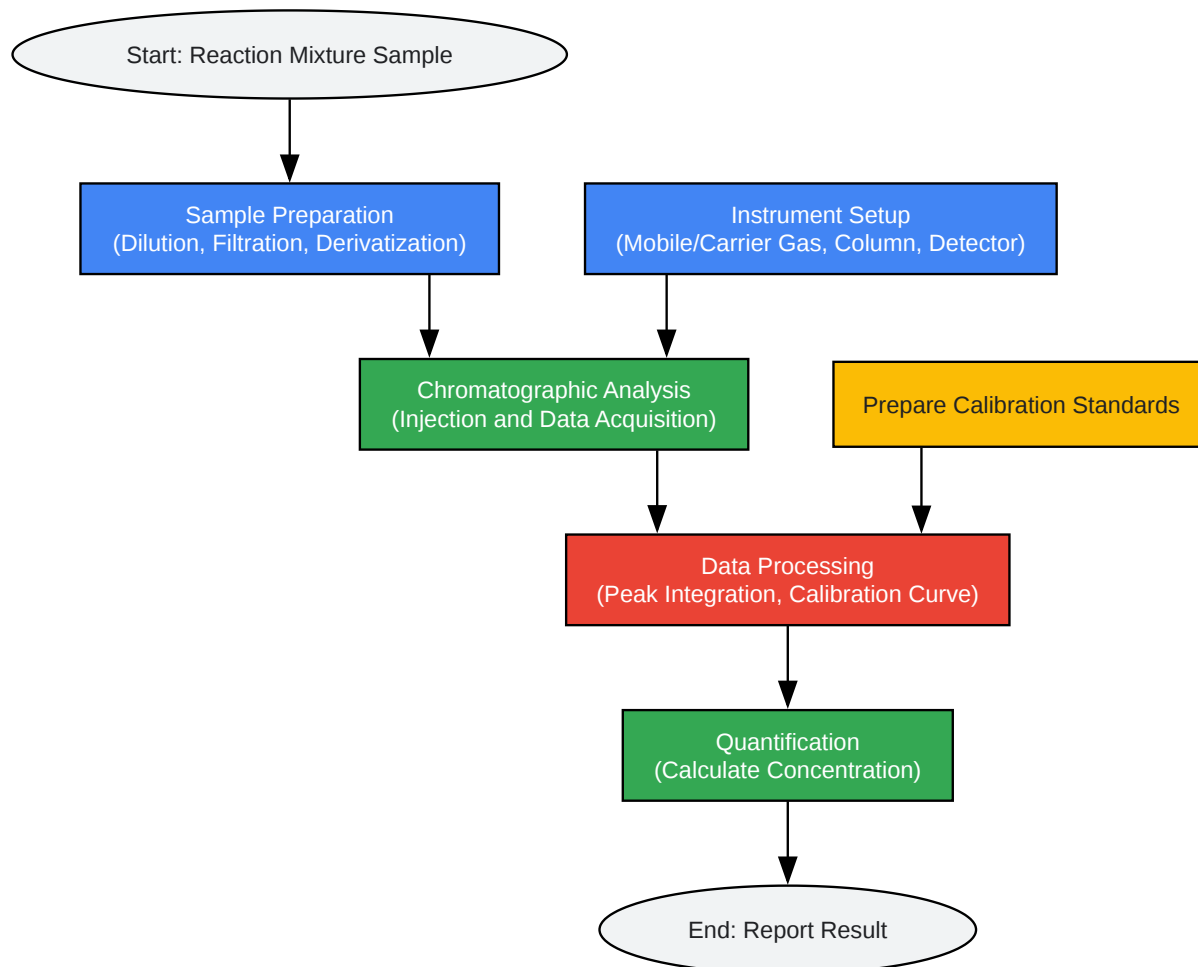 Start: Reaction Mixture Sample
Sample Preparation
(Dilution, Filtration, Derivatization)
Instrument Setup
(Mobile/Carrier Gas, Column, Detector)
Chromatographic Analysis
(Injection and Data Acquisition)
Prepare Calibration Standards
Data Processing
(Peak Integration, Calibration Curve)
Quantification
(Calculate Concentration)
End: Report Result